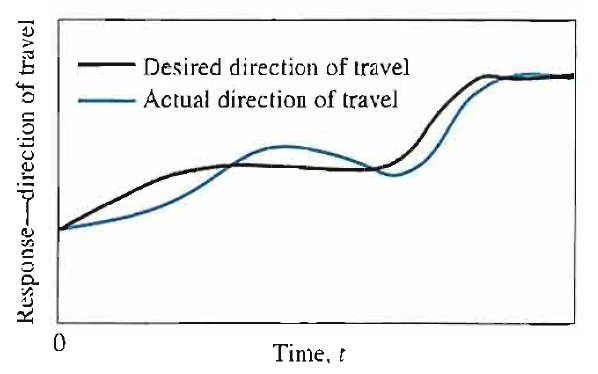 Response—direction of travel
Desired direction of travel
Actual direction of travel
0
Time, t